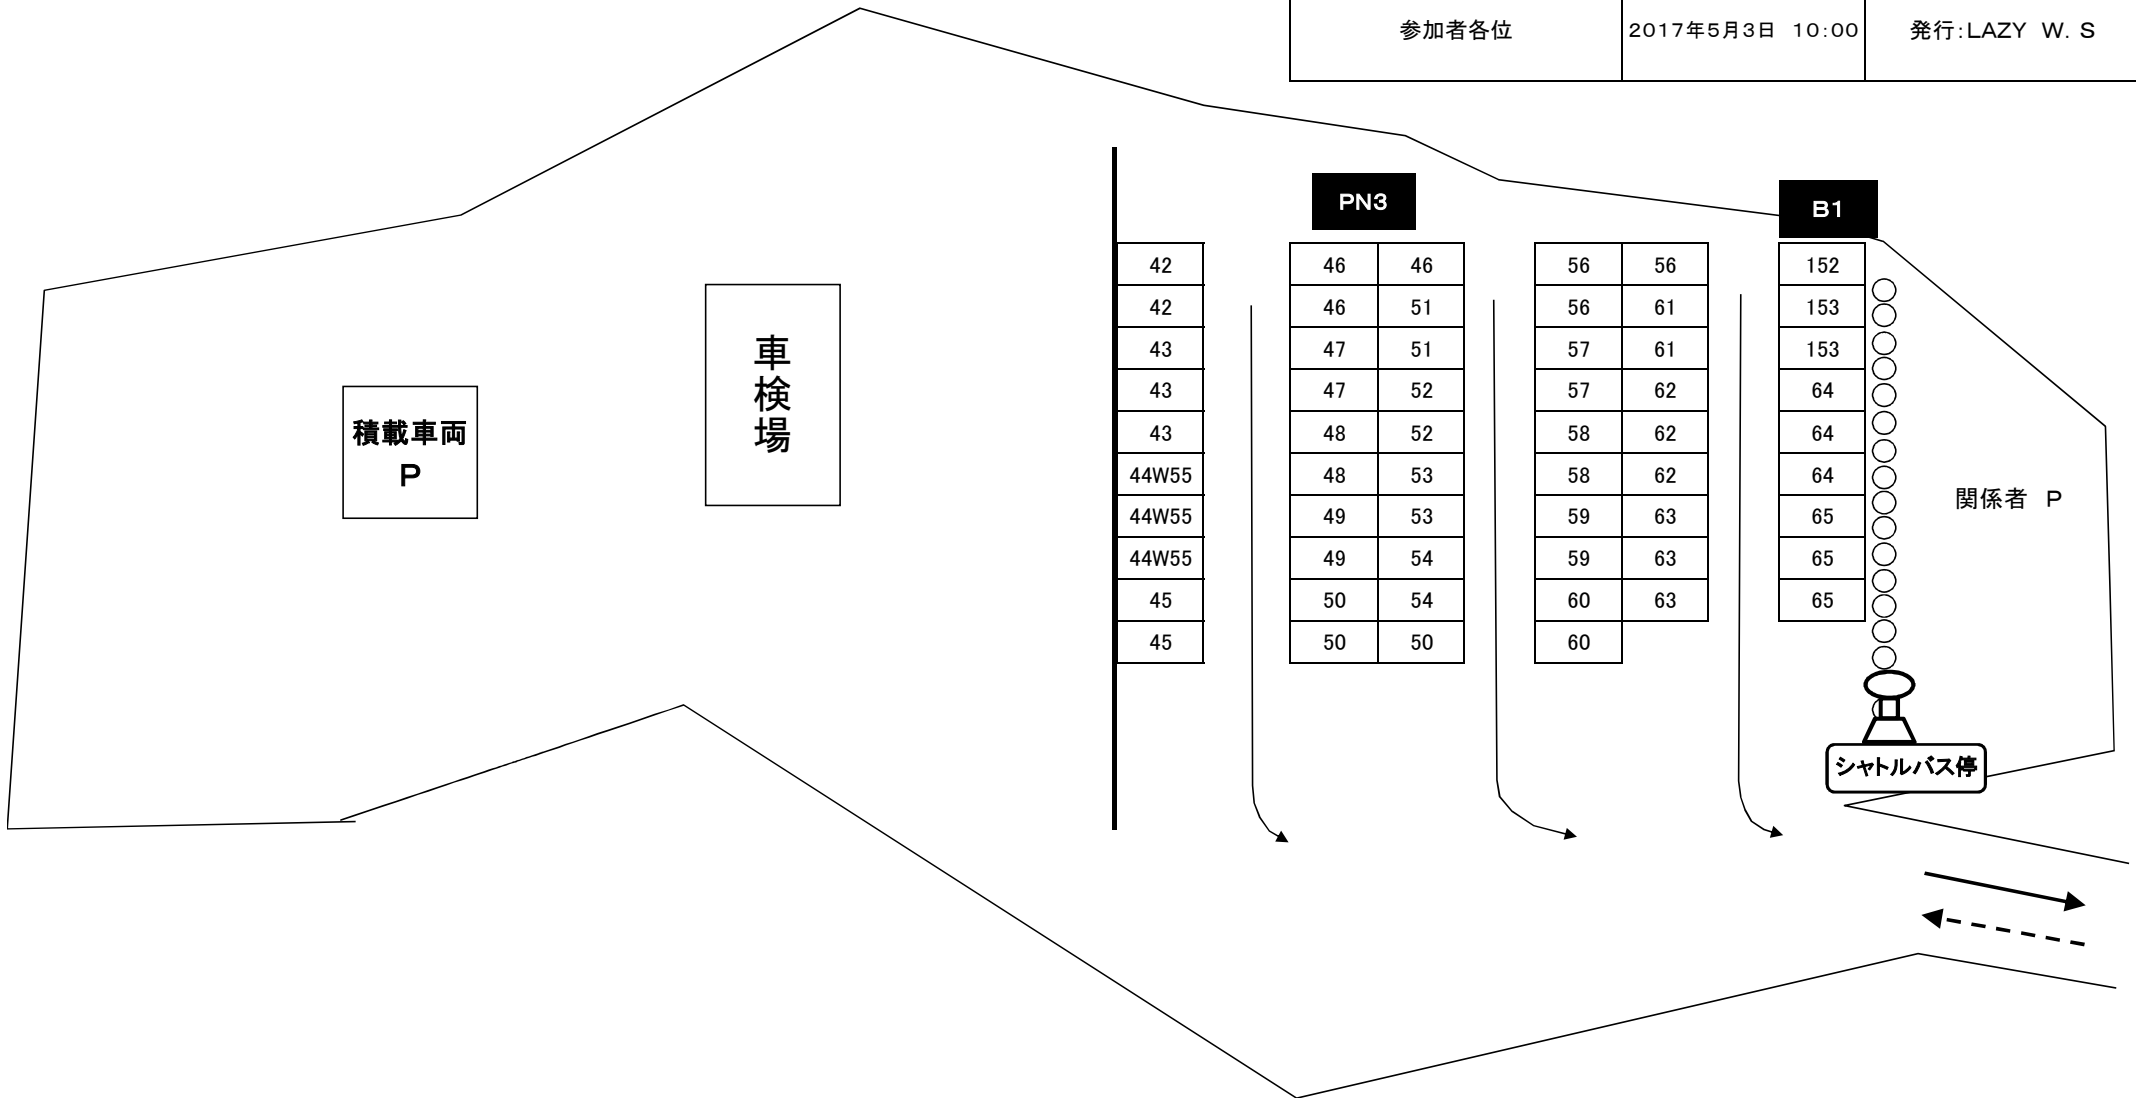 参加者各位 2017年5月3日 10:00 発行:LAZY W. S
PN3
B1
42 46 46 56 56 152
42 46 51 56 61 153
43 47 51 57 61 153
43 47 52 57 62 64
43 48 52 58 62 64
44W55 48 53 58 62 64
44W55 49 53 59 63 65
44W55 49 54 59 63 65
45 50 54 60 63 65
45 50 50 60
車検場
積載車両
P
関係者 P
シャトルバス停